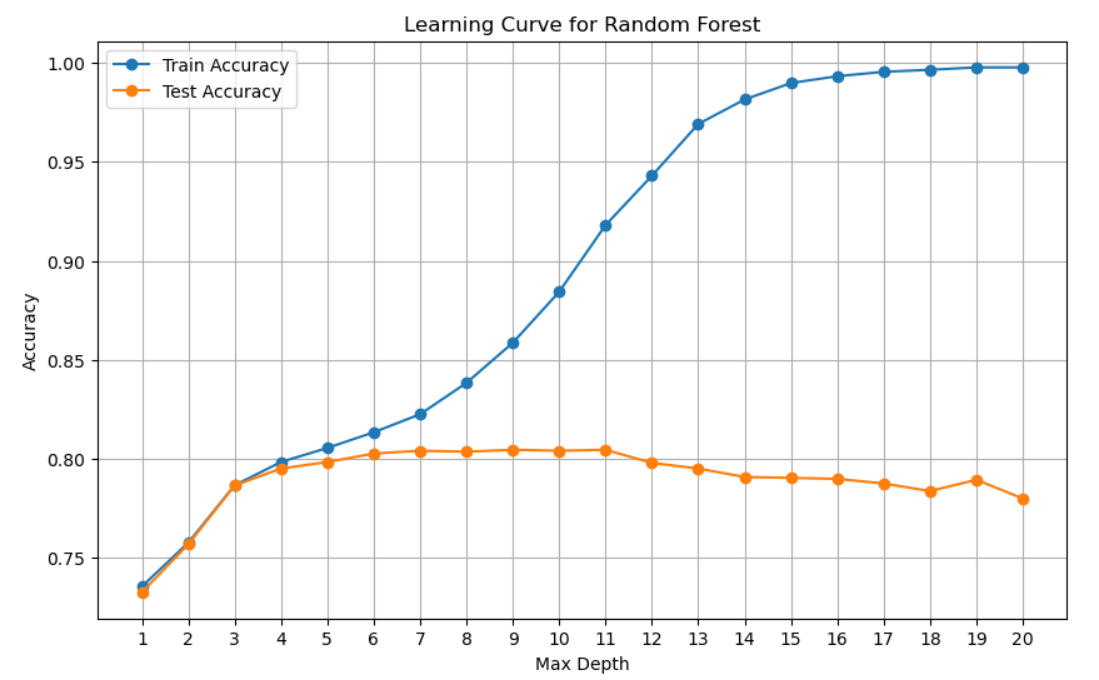 Learning Curve for Random Forest
Train Accuracy
Test Accuracy
1.00
0.95
0.90
0.85
0.80
0.75
Accuracy
1 2 3 4 5 6 7 8 9 10 11 12 13 14 15 16 17 18 19 20
Max Depth